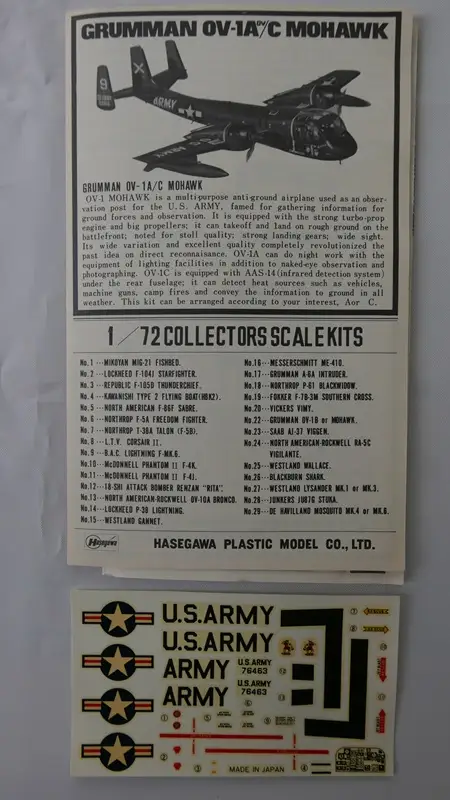 GRUMMAN OV-1A OV/C MOHAWK
9
ARMY
GRUMMAN OV-1A/C MOHAWK
OV-1 MOHAWK is a multipurpose antiground airplane used as an obser-
vation post for the U.S. ARMY, famed for gathering information for
ground forces and observation. It is equipped with the strong turbo-prop
engine and big propellers; it can takeoff and land on rough ground on the
battlefront; noted for stoll quality; strong landing gears; wide sight.
Its wide variation and excellent quality completely revolutionized the
past idea on direct reconnaisance. OV-1A can do night work with the
equipment of lighting facilities in addition to naked-eye observation and
photographing. OV-1C is equipped with AAS-14 (infrared detection system)
under the rear fuselage; it can detect heat sources such as vehicles,
machine guns, camp fires and convey the information to ground in all
weather. This kit can be arranged according to your interest, A or C.
1/72 COLLECTORS SCALE KITS
No.1 ··· MIKOYAN MIG-21 FISHBED.
No.2 ··· LOCKHEED F-104J STARFIGHTER.
No.3 ··· REPUBLIC F-105D THUNDERCHIEF.
No.4 ··· KAWANISHI TYPE 2 FLYING BOAT(H8K2).
No.5 ··· NORTH AMERICAN F-86F SABRE.
No.6 ··· NORTHROP F-5A FREEDOM FIGHTER.
No.7 ··· NORTHROP T-38A TALON (F-5B).
No.8 ··· L.T.V. CORSAIR II.
No.9 ··· B.A.C. LIGHTNING F-MK.6.
No.10 ··· McDONNELL PHANTOM II F-4K.
No.11 ··· McDONNELL PHANTOM II F-4J.
No.12 ··· 18-SHI ATTACK BOMBER RENZAN "RITA".
No.13 ··· NORTH AMERICAN-ROCKWELL OV-10A BRONCO.
No.14 ··· LOCKHEED P-38 LIGHTNING.
No.15 ··· WESTLAND GANNET.
No.16 ··· MESSERSCHMITT ME-410.
No.17 ··· GRUMMAN A-6A INTRUDER.
No.18 ··· NORTHROP P-61 BLACKWIDOW.
No.19 ··· FOKKER F-7B-3M SOUTHERN CROSS.
No.20 ··· VICKERS VIMY.
No.22 ··· GRUMMAN OV-1B or MOHAWK.
No.23 ··· SAAB AJ-37 VIGGEN.
No.24 ··· NORTH AMERICAN-ROCKWELL RA-5C
VIGILANTE.
No.25 ··· WESTLAND WALLACE.
No.26 ··· BLACKBURN SHARK.
No.27 ··· WESTLAND LYSANDER MK.1 or MK.3.
No.28 ··· JUNKERS JU87G STUKA.
No.29 ··· DE HAVILLAND MOSQUITO MK.4 or MK.6.
Hasegawa
HASEGAWA PLASTIC MODEL CO., LTD.
U.S. ARMY
U.S. ARMY
ARMY
ARMY
U.S. ARMY
76463
U.S. ARMY
76463
MADE IN JAPAN